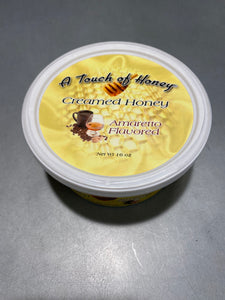 A Touch of Honey
Creamed Honey
Amaretto
Flavored
Net Wt 16 oz